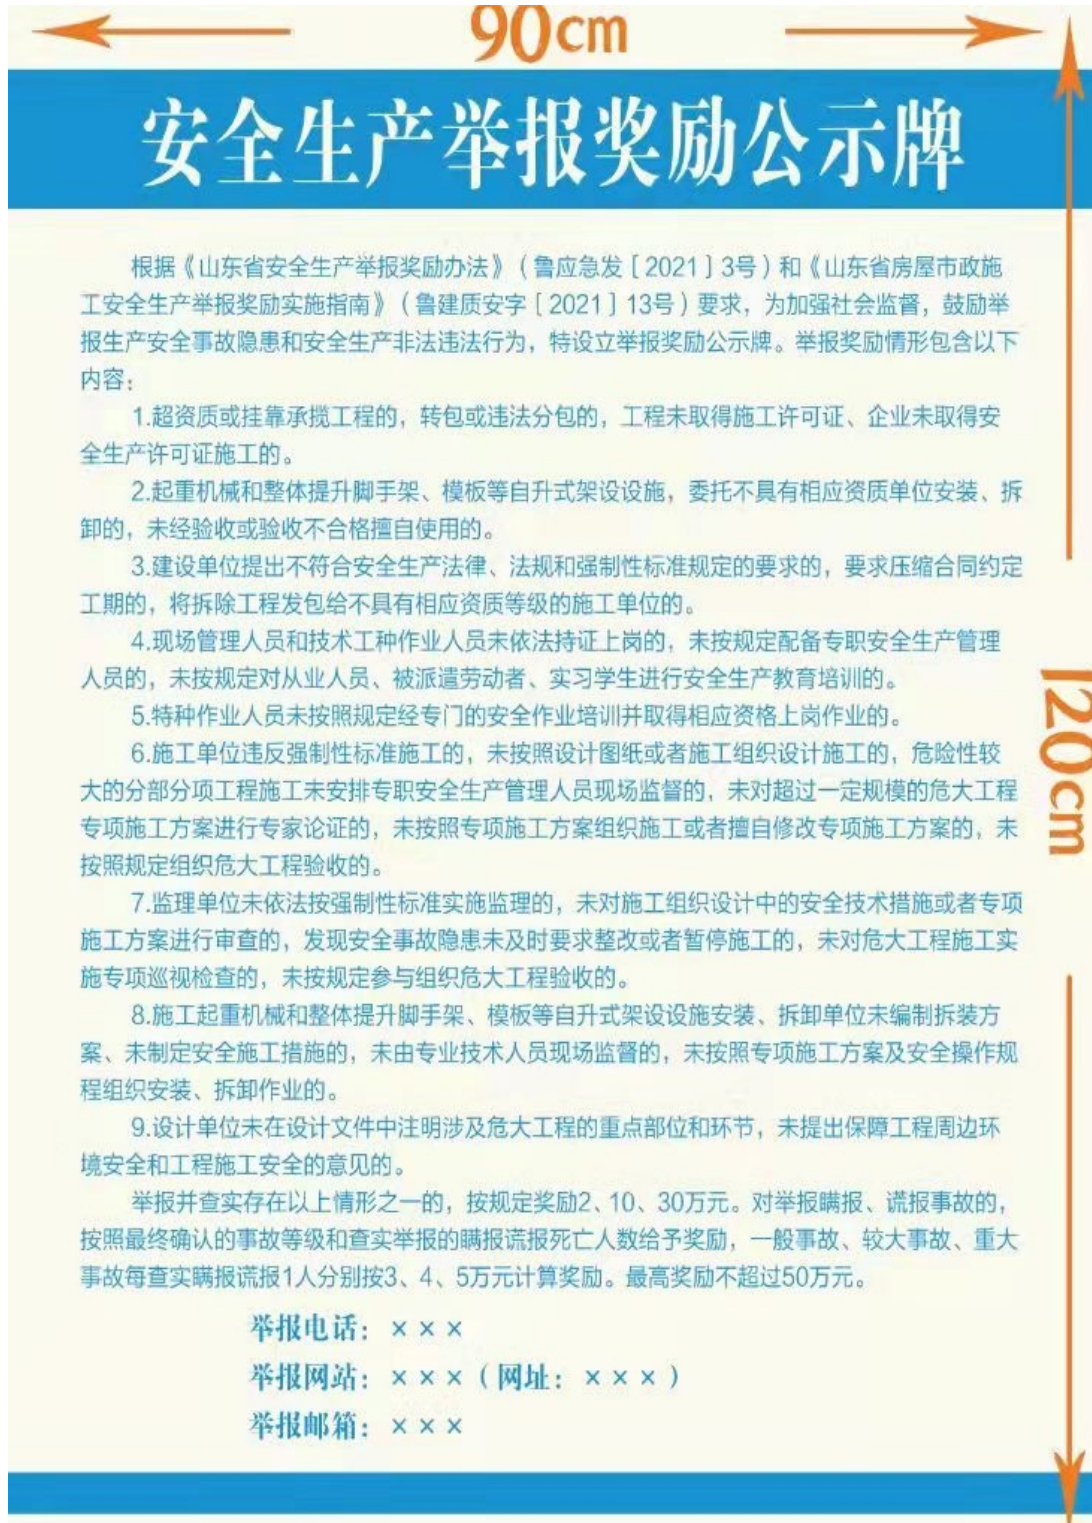 90cm
安全生产举报奖励公示牌
根据《山东省安全生产举报奖励办法》（鲁应急发［2021］3号）和《山东省房屋市政施
工安全生产举报奖励实施指南》（鲁建质安字［2021］13号）要求，为加强社会监督，鼓励举
报生产安全事故隐患和安全生产非法违法行为，特设立举报奖励公示牌。举报奖励情形包含以下
内容：
1.超资质或挂靠承揽工程的，转包或违法分包的，工程未取得施工许可证、企业未取得安
全生产许可证施工的。
2.起重机械和整体提升脚手架、模板等自升式架设设施，委托不具有相应资质单位安装、拆
卸的，未经验收或验收不合格擅自使用的。
3.建设单位提出不符合安全生产法律、法规和强制性标准规定的要求的，要求压缩合同约定
工期的，将拆除工程发包给不具有相应资质等级的施工单位的。
4.现场管理人员和技术工种作业人员未依法持证上岗的，未按规定配备专职安全生产管理
人员的，未按规定对从业人员、被派遣劳动者、实习学生进行安全生产教育培训的。
5.特种作业人员未按照规定经专门的安全作业培训并取得相应资格上岗作业的。
6.施工单位违反强制性标准施工的，未按照设计图纸或者施工组织设计施工的，危险性较
大的分部分项工程施工未安排专职安全生产管理人员现场监督的，未对超过一定规模的危大工程
专项施工方案进行专家论证的，未按照专项施工方案组织施工或者擅自修改专项施工方案的，未
按照规定组织危大工程验收的。
7.监理单位未依法按强制性标准实施监理的，未对施工组织设计中的安全技术措施或者专项
施工方案进行审查的，发现安全事故隐患未及时要求整改或者暂停施工的，未对危大工程施工实
施专项巡视检查的，未按规定参与组织危大工程验收的。
8.施工起重机械和整体提升脚手架、模板等自升式架设设施安装、拆卸单位未编制拆装方
案、未制定安全施工措施的，未由专业技术人员现场监督的，未按照专项施工方案及安全操作规
程组织安装、拆卸作业的。
9.设计单位未在设计文件中注明涉及危大工程的重点部位和环节，未提出保障工程周边环
境安全和工程施工安全的意见的。
举报并查实存在以上情形之一的，按规定奖励2、10、30万元。对举报瞒报、谎报事故的，
按照最终确认的事故等级和查实举报的瞒报谎报死亡人数给予奖励，一般事故、较大事故、重大
事故每查实瞒报谎报1人分别按3、4、5万元计算奖励。最高奖励不超过50万元。
举报电话：×××
举报网站：×××（网址：×××）
举报邮箱：×××
120cm